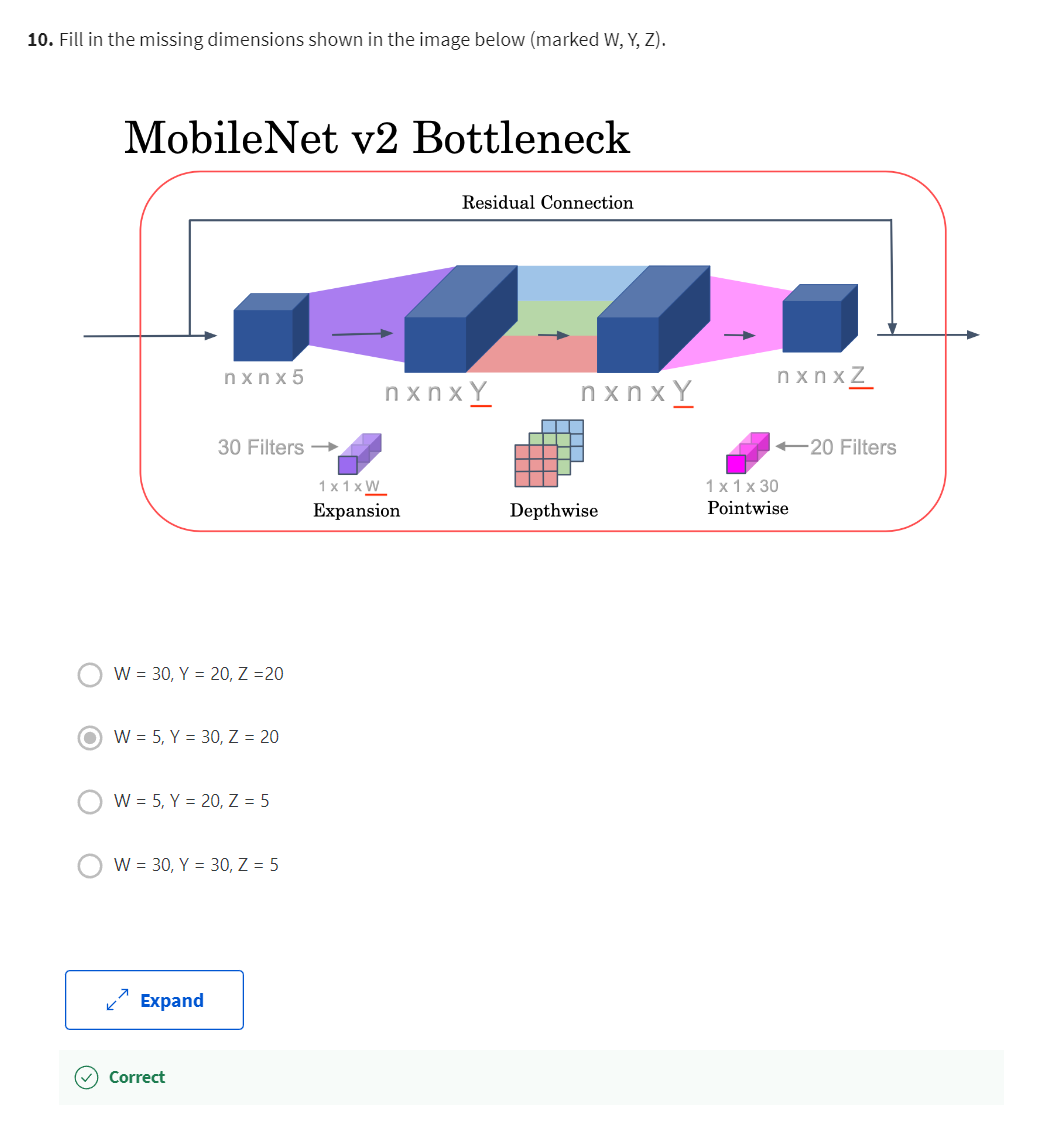 10. Fill in the missing dimensions shown in the image below (marked W, Y, Z).
MobileNet v2 Bottleneck
Residual Connection
n x n x 5
n x n x Y
n x n x Y
n x n x Z
30 Filters
20 Filters
1 x 1 x W
1 x 1 x 30
Expansion
Depthwise
Pointwise
W = 30, Y = 20, Z =20
W = 5, Y = 30, Z = 20
W = 5, Y = 20, Z = 5
W = 30, Y = 30, Z = 5
Expand
Correct